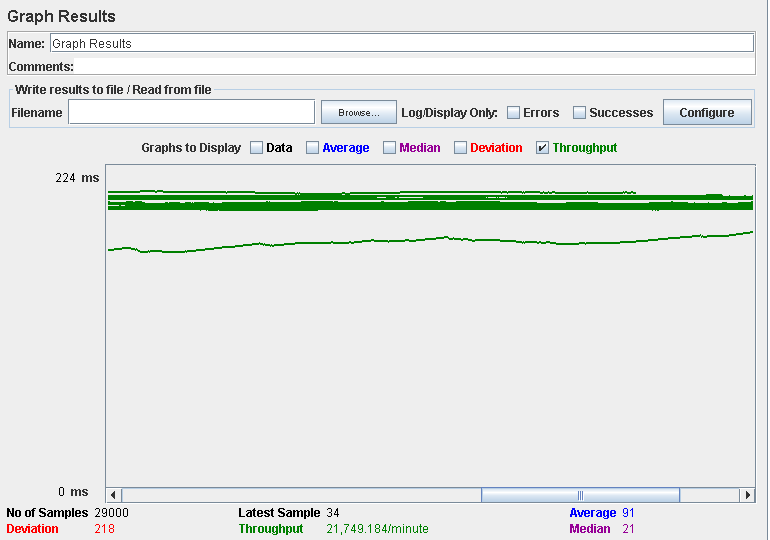 Graph Results
Name: Graph Results
Comments:
Write results to file / Read from file
Filename Browse... Log/Display Only: Errors Successes Configure
Graphs to Display Data Average Median Deviation Throughput
224 ms
0 ms
No of Samples 29000 Latest Sample 34 Average 91
Deviation 218 Throughput 21,749.184/minute Median 21